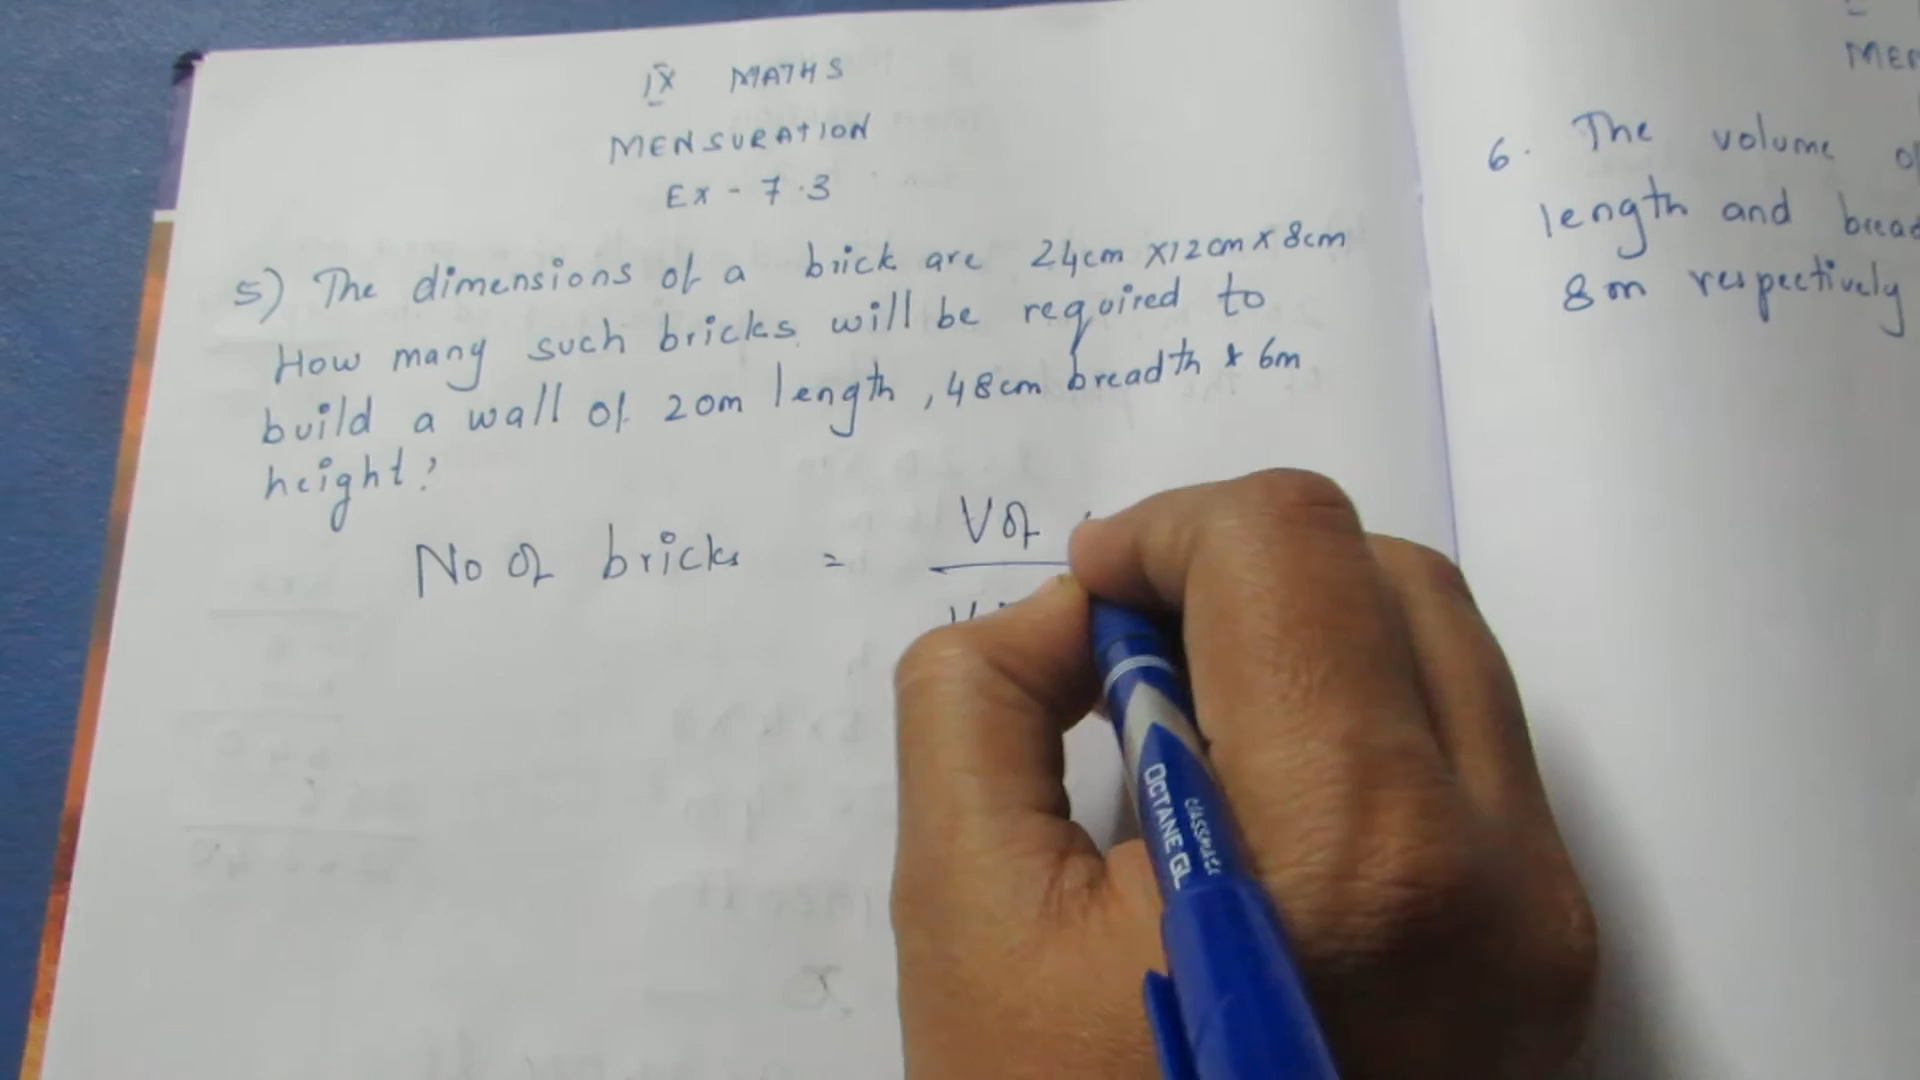 IX MATHS
MENSURATION
Ex - 7.3
5) The dimensions of a brick are 24cm X12cm X 8cm
How many such bricks will be required to
build a wall of 20m length, 48cm breadth & 6m
height?
No of bricks =
V of
6. The volume
length and
8m respectively
classmate
OCTANE GL